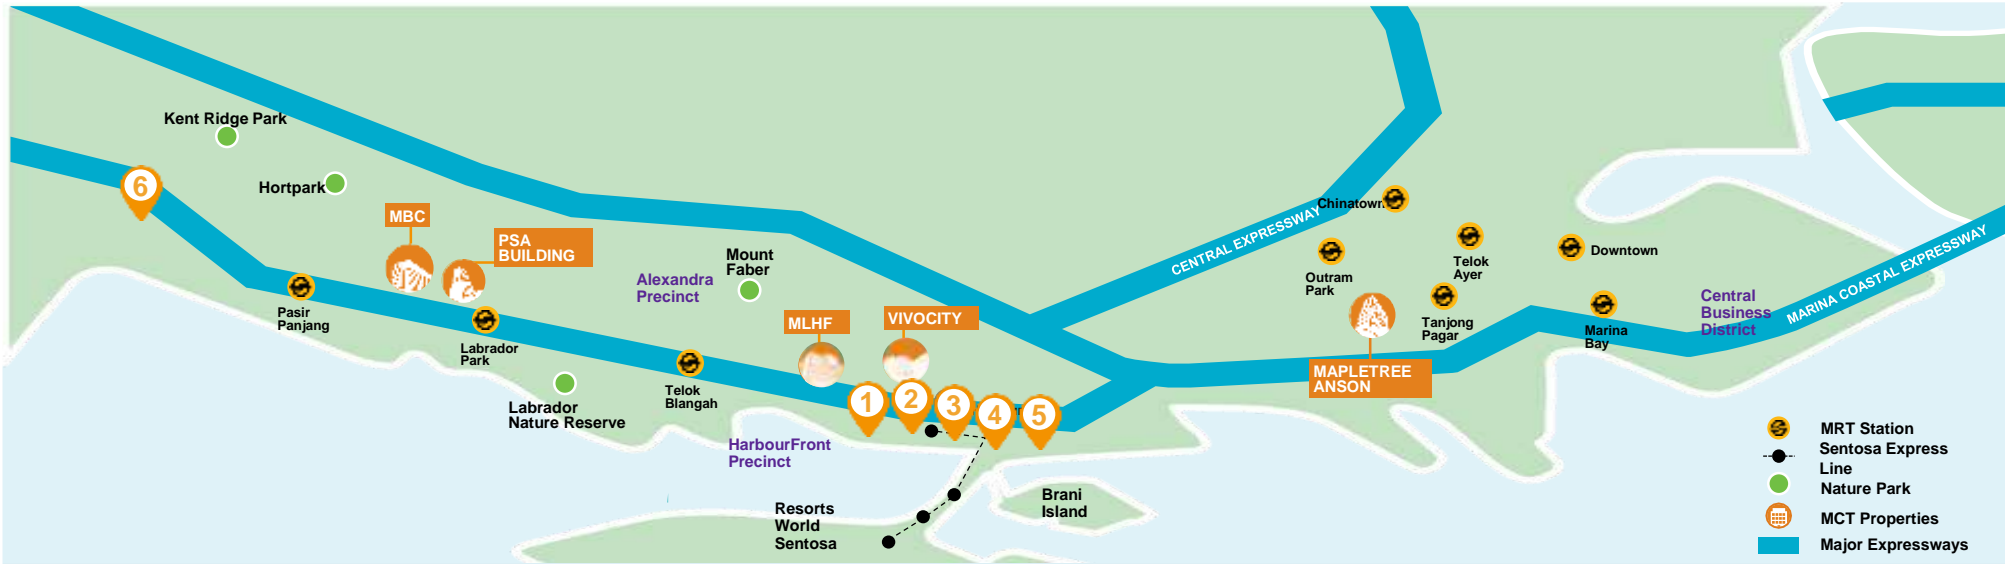 Kent Ridge Park
6
Hortpark
MBC
PSA
BUILDING
Pasir
Panjang
Labrador
Park
Labrador
Nature Reserve
Alexandra
Precinct
Mount
Faber
Telok
Blangah
MLHF
VIVOCITY
1
2
3
4
5
HarbourFront
Precinct
Resorts
World
Sentosa
Brani
Island
CENTRAL EXPRESSWAY
Chinatown
Outram
Park
Telok
Ayer
Tanjong
Pagar
MAPLETREE
ANSON
Downtown
Marina
Bay
Central
Business
District
MARINA COASTAL EXPRESSWAY
MRT Station
Sentosa Express
Line
Nature Park
MCT Properties
Major Expressways